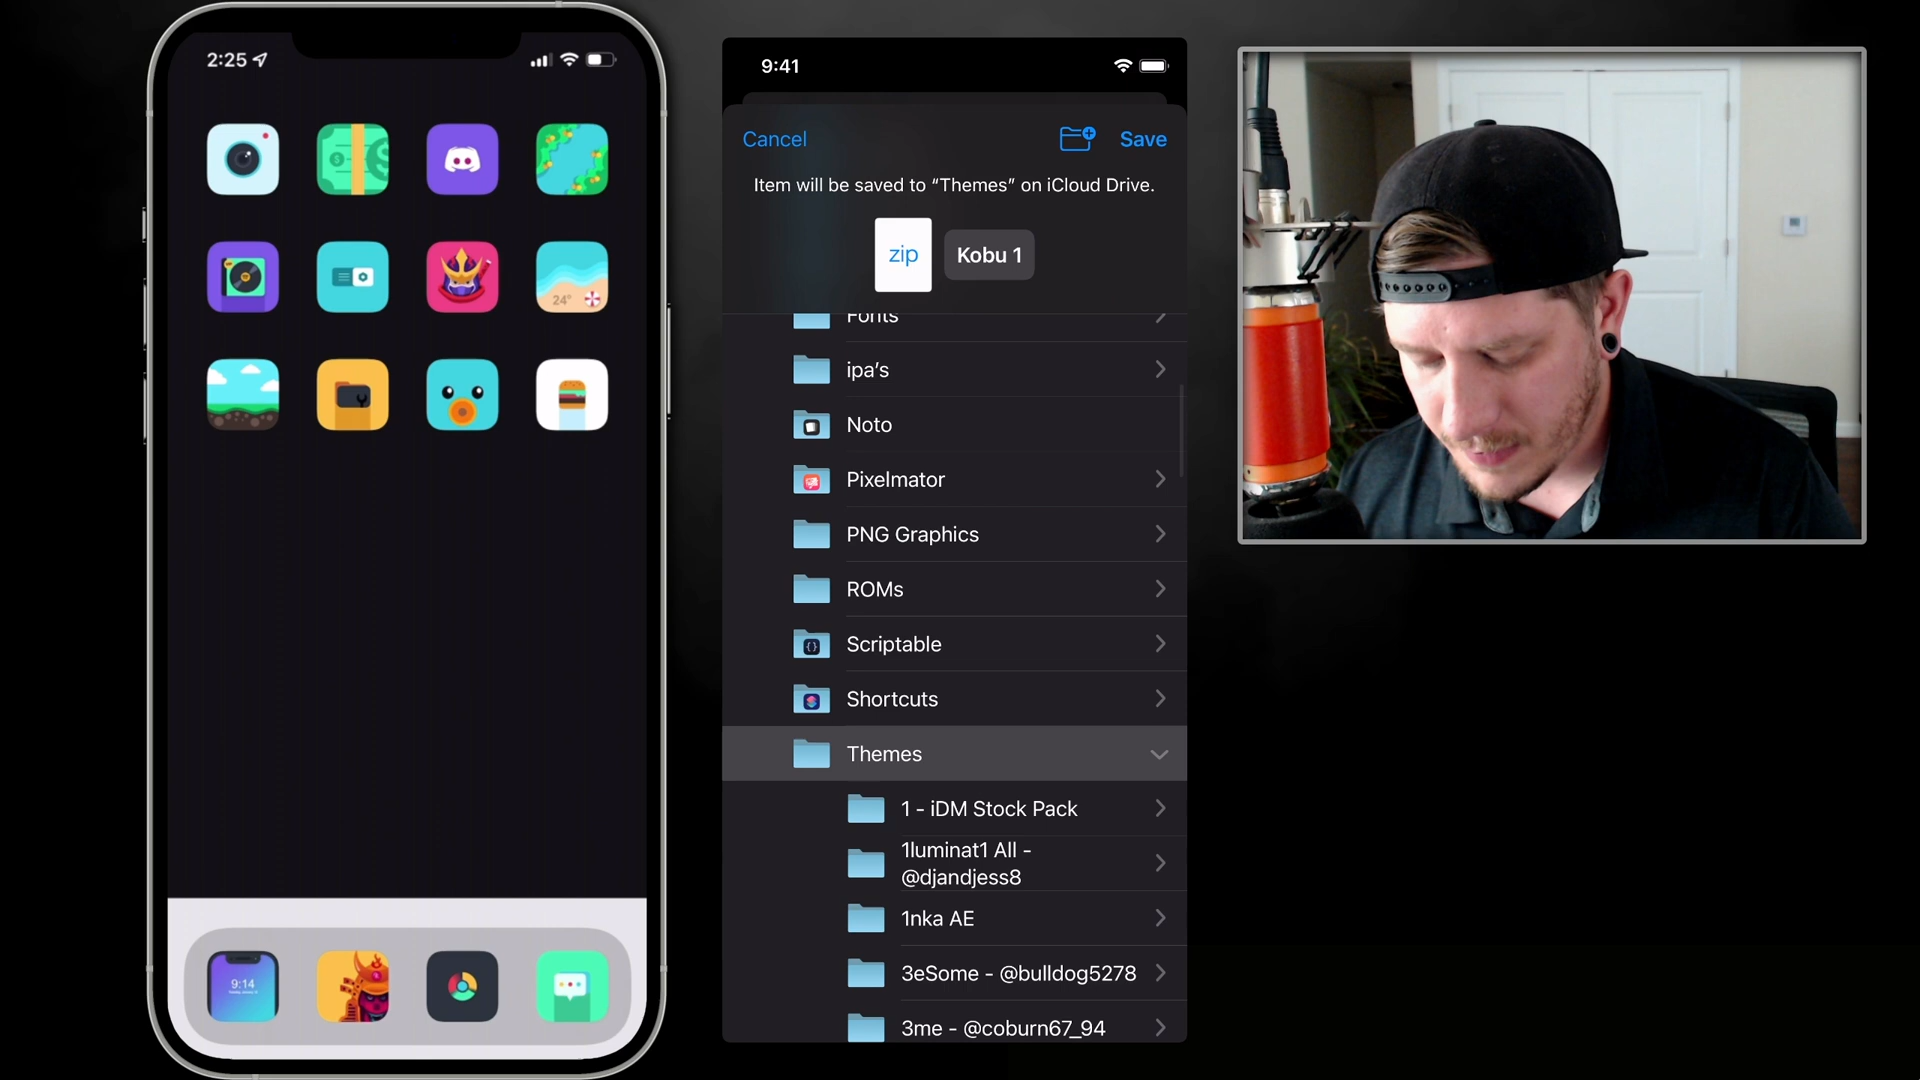 2:25
24°
9:14
9:41
Cancel
Save
Item will be saved to “Themes” on iCloud Drive.
zip
Kobu 1
Fonts
ipa’s
Noto
Pixelmator
PNG Graphics
ROMs
Scriptable
Shortcuts
Themes
1 - iDM Stock Pack
1luminat1 All -
@djandjess8
1nka AE
3eSome - @bulldog5278
3me - @coburn67_94